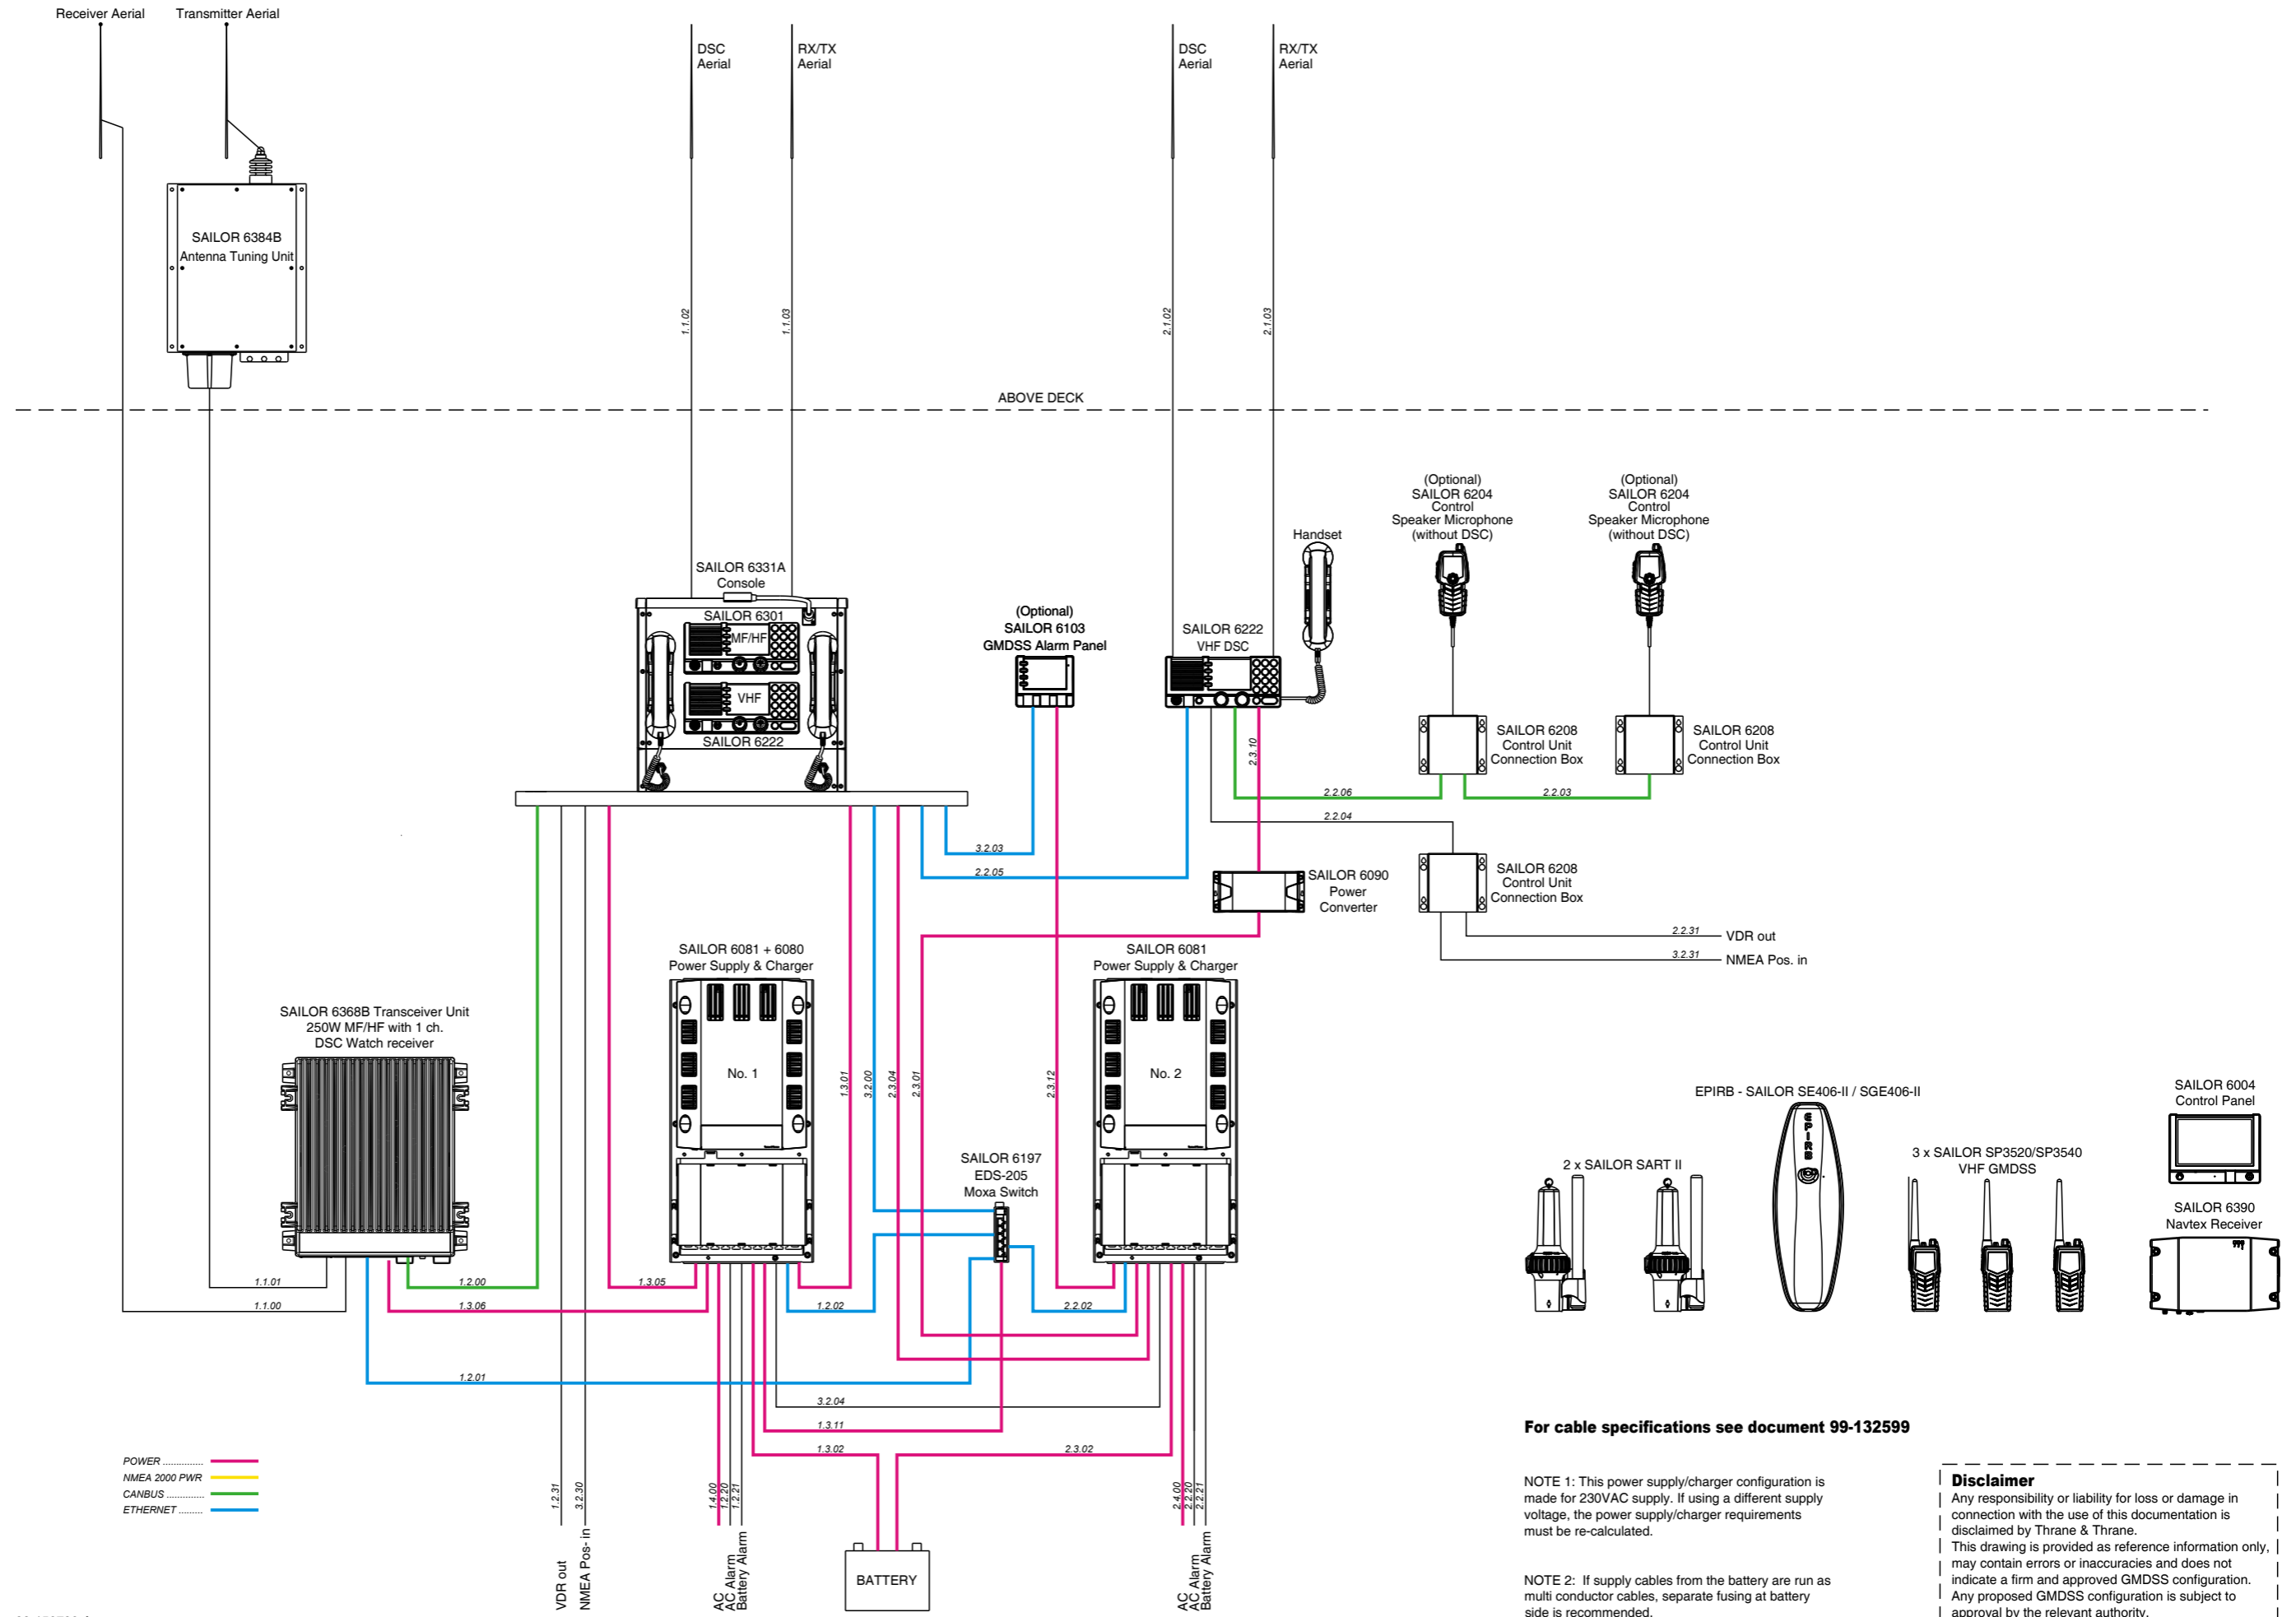 Receiver Aerial
Transmitter Aerial
DSC
Aerial
RX/TX
Aerial
DSC
Aerial
RX/TX
Aerial
SAILOR 6384B
Antenna Tuning Unit
1.1.02
1.1.03
2.1.02
2.1.03
ABOVE DECK
(Optional)
SAILOR 6204
Control
Speaker Microphone
(without DSC)
(Optional)
SAILOR 6204
Control
Speaker Microphone
(without DSC)
Handset
SAILOR 6331A
Console
SAILOR 6301
MF/HF
VHF
SAILOR 6222
(Optional)
SAILOR 6103
GMDSS Alarm Panel
SAILOR 6222
VHF DSC
SAILOR 6208
Control Unit
Connection Box
SAILOR 6208
Control Unit
Connection Box
2.3.10
2.2.06
2.2.03
2.2.04
3.2.03
2.2.05
SAILOR 6090
Power
Converter
SAILOR 6208
Control Unit
Connection Box
2.2.31
VDR out
3.2.31
NMEA Pos. in
SAILOR 6081 + 6080
Power Supply & Charger
No. 1
SAILOR 6081
Power Supply & Charger
No. 2
SAILOR 6368B Transceiver Unit
250W MF/HF with 1 ch.
DSC Watch receiver
1.3.01
3.2.00
2.3.04
2.3.01
2.3.12
SAILOR 6197
EDS-205
Moxa Switch
EPIRB - SAILOR SE406-II / SGE406-II
EPIRB
2 x SAILOR SART II
3 x SAILOR SP3520/SP3540
VHF GMDSS
SAILOR 6004
Control Panel
SAILOR 6390
Navtex Receiver
1.1.01
1.1.00
1.2.00
1.3.06
1.3.05
1.2.02
2.2.02
1.2.01
3.2.04
1.3.11
1.3.02
2.3.02
POWER ..............
NMEA 2000 PWR
CANBUS ..............
ETHERNET .........
1.2.31
3.2.30
1.4.00
1.2.20
1.2.21
2.4.00
2.2.20
2.2.21
VDR out
NMEA Pos- in
AC
AC Alarm
Battery Alarm
BATTERY
AC
AC Alarm
Battery Alarm
For cable specifications see document 99-132599
NOTE 1: This power supply/charger configuration is
made for 230VAC supply. If using a different supply
voltage, the power supply/charger requirements
must be re-calculated.
NOTE 2: If supply cables from the battery are run as
multi conductor cables, separate fusing at battery
side is recommended.
Disclaimer
Any responsibility or liability for loss or damage in
connection with the use of this documentation is
disclaimed by Thrane & Thrane.
This drawing is provided as reference information only,
may contain errors or inaccuracies and does not
indicate a firm and approved GMDSS configuration.
Any proposed GMDSS configuration is subject to
approval by the relevant authority.